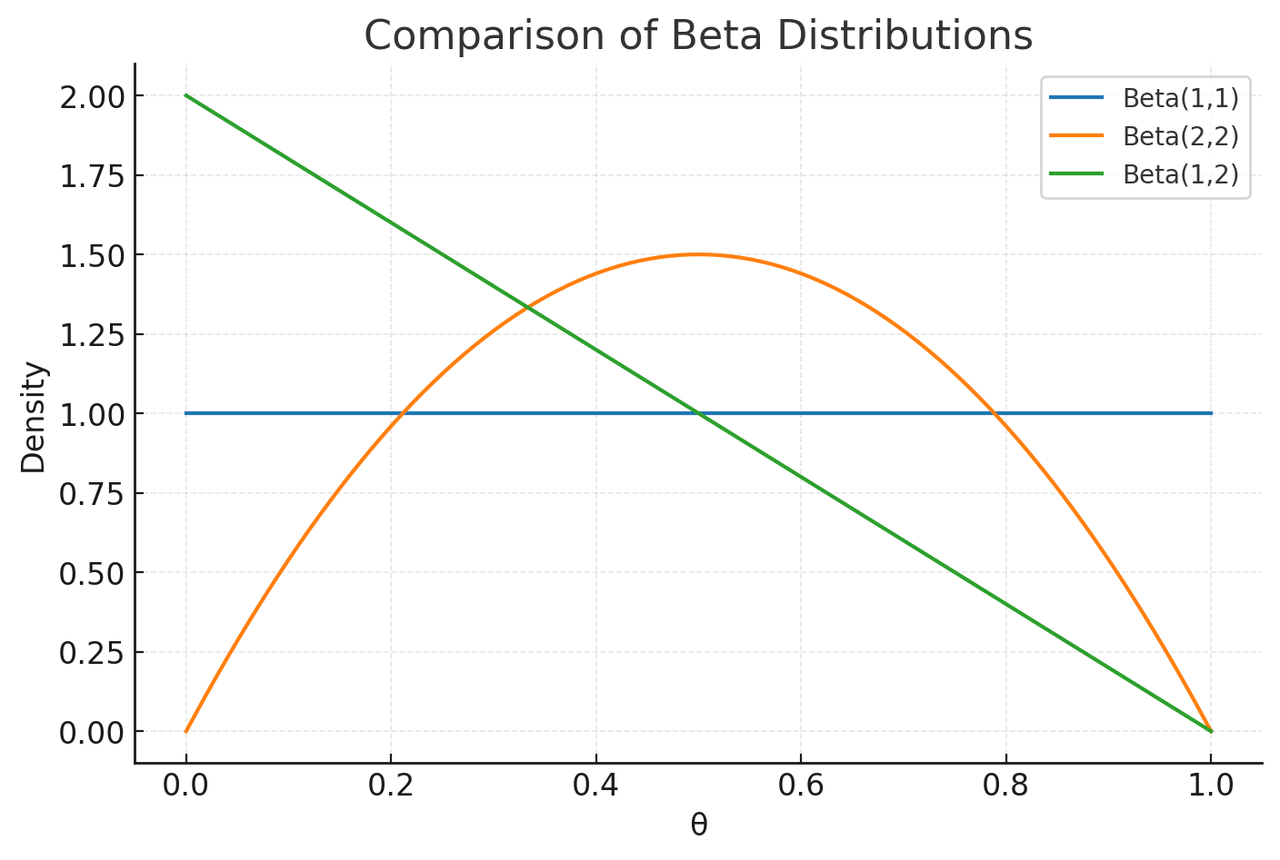 Comparison of Beta Distributions
Beta(1,1)
Beta(2,2)
Beta(1,2)
Density
2.00
1.75
1.50
1.25
1.00
0.75
0.50
0.25
0.00
0.0 0.2 0.4 0.6 0.8 1.0
θ